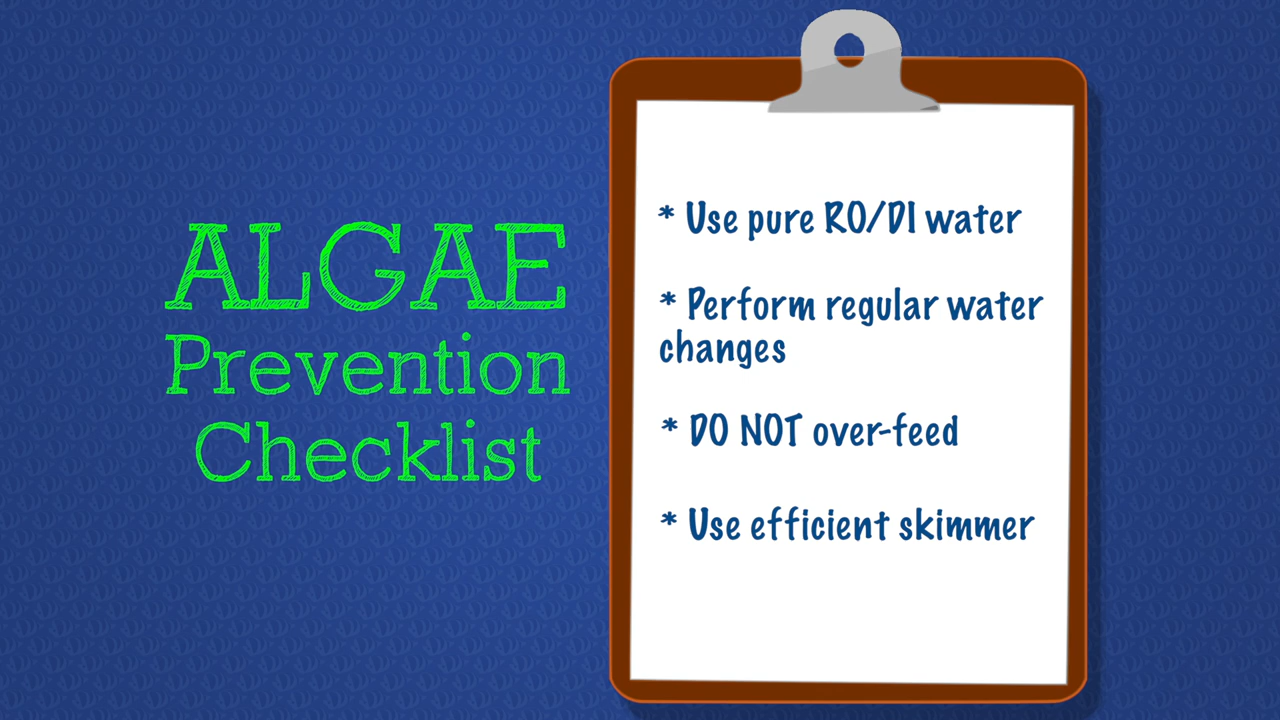 ALGAE
Prevention
Checklist
* Use pure RO/DI water
* Perform regular water
changes
* DO NOT over-feed
* Use efficient skimmer